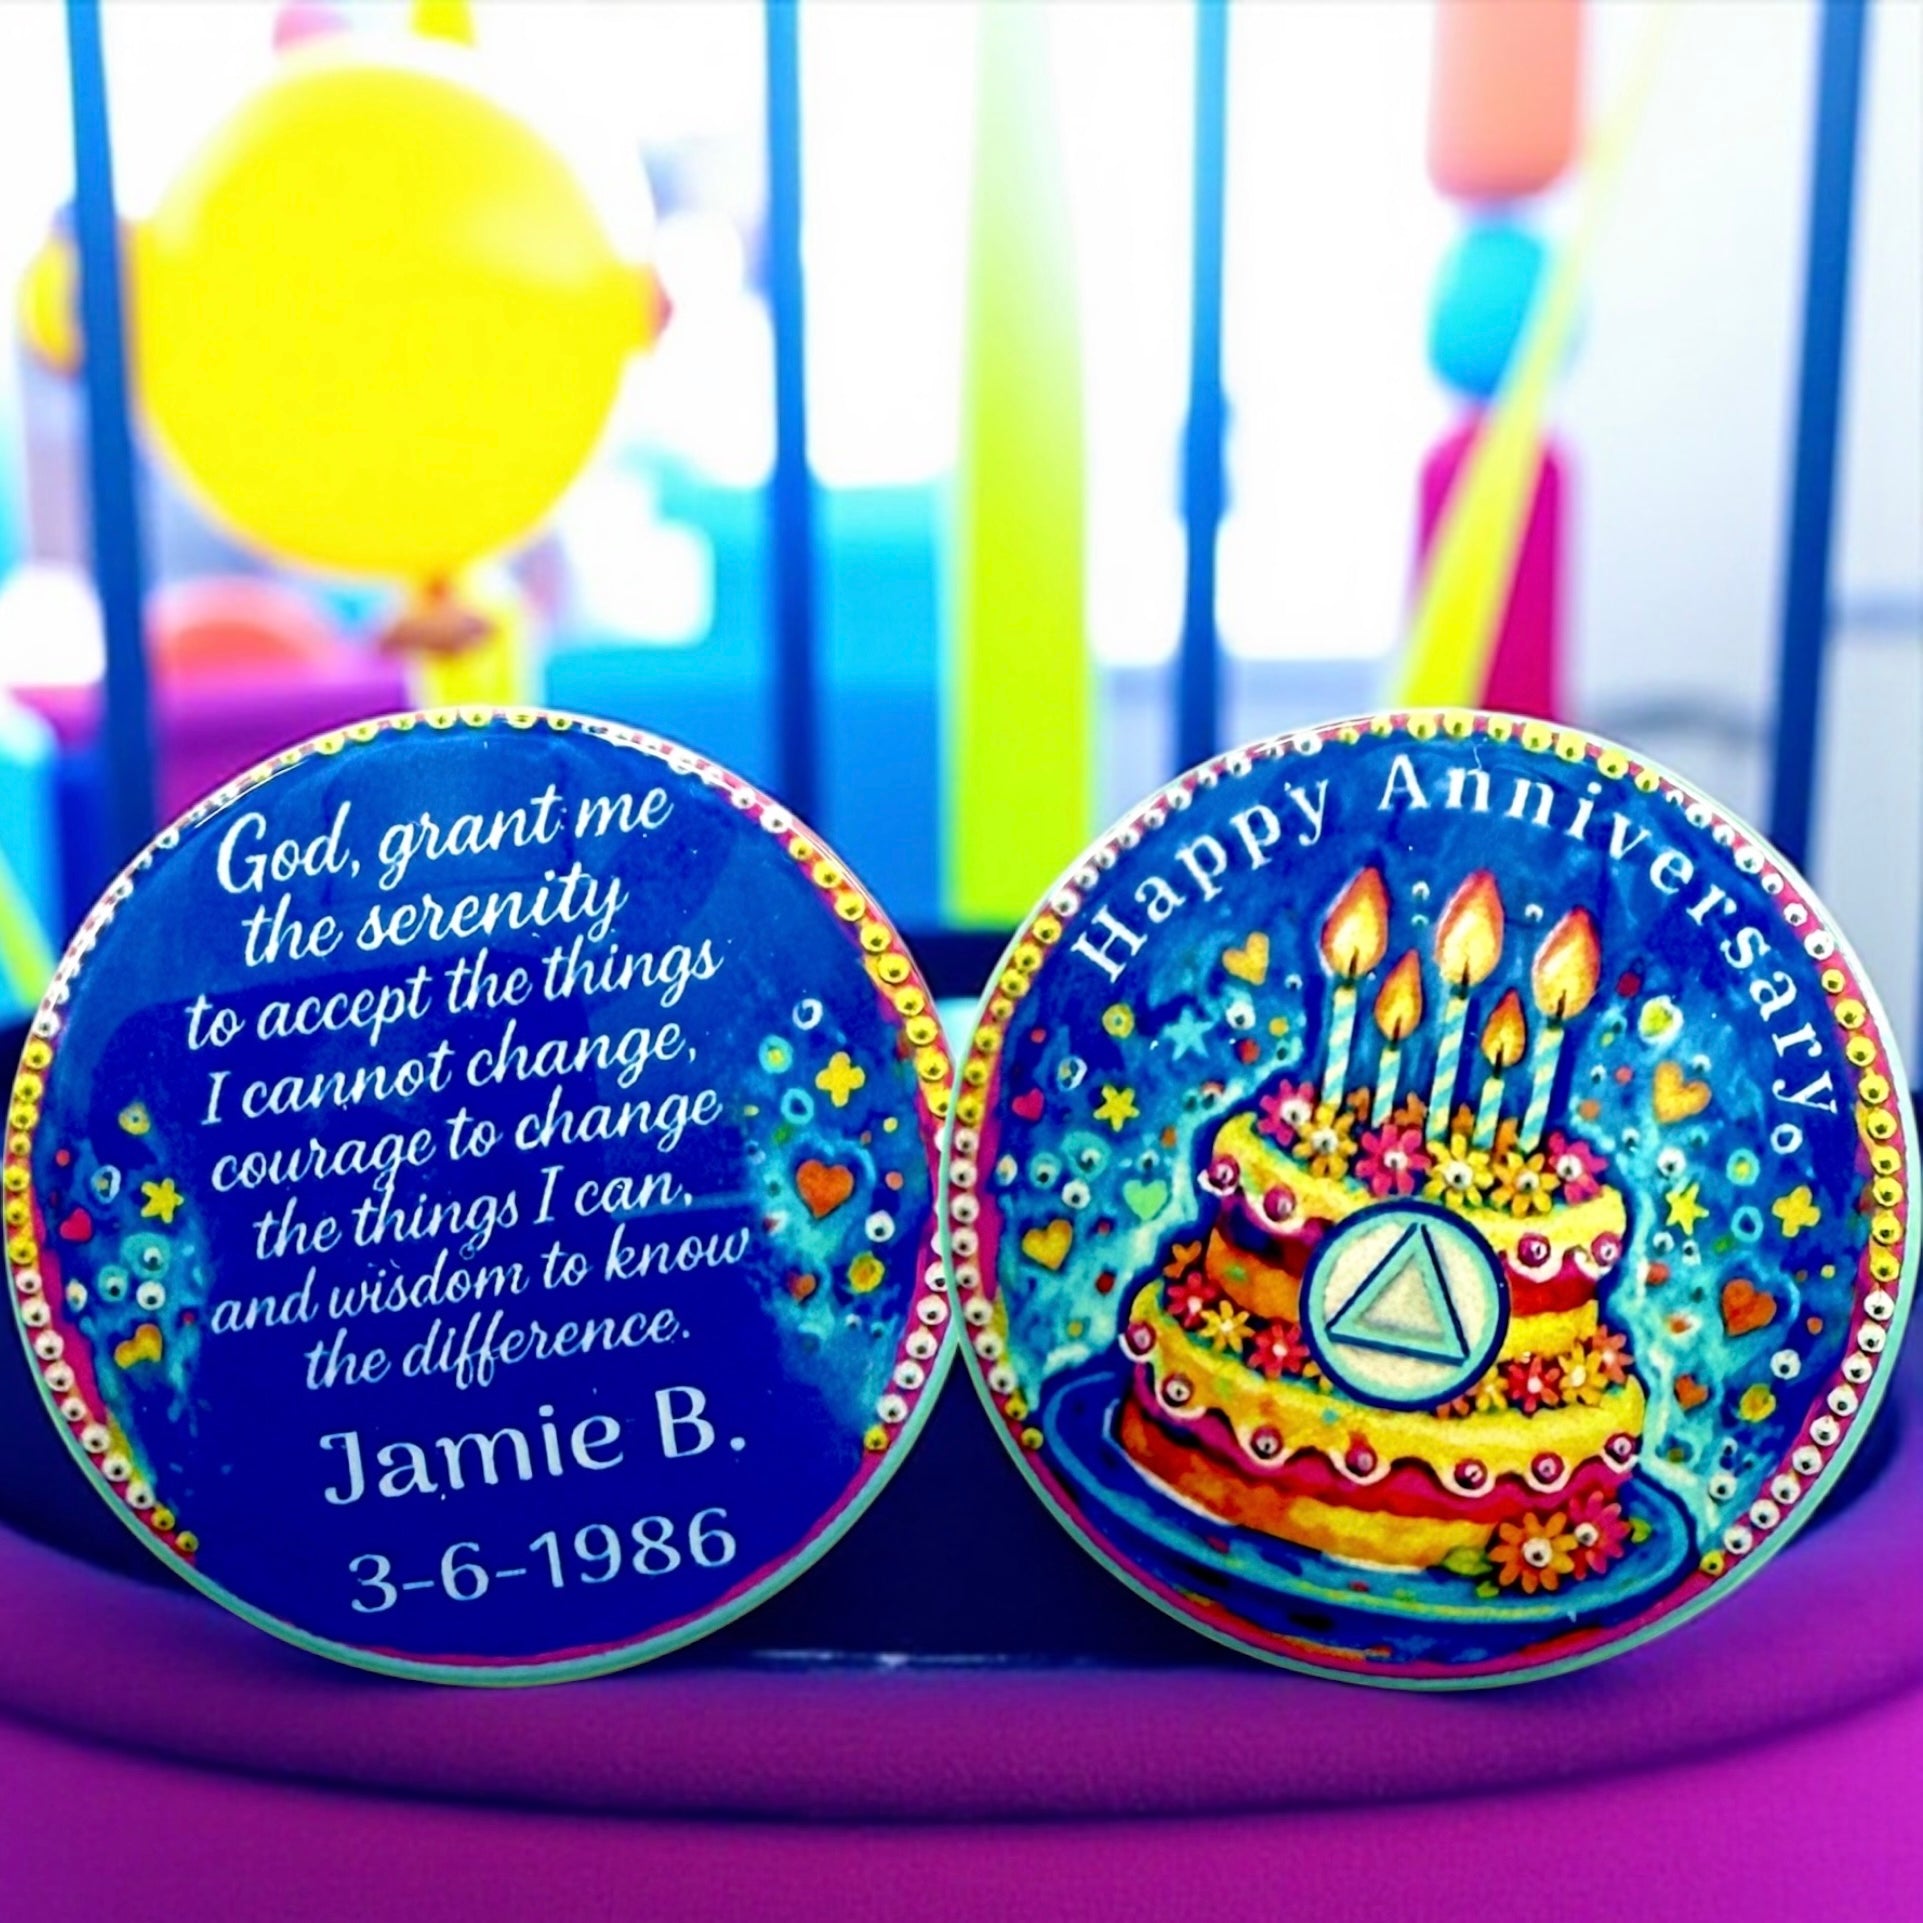 God, grant me
the serenity
to accept the things
I cannot change,
courage to change
the things I can,
and wisdom to know
the difference.
Jamie B.
3-6-1986
Happy Anniversary